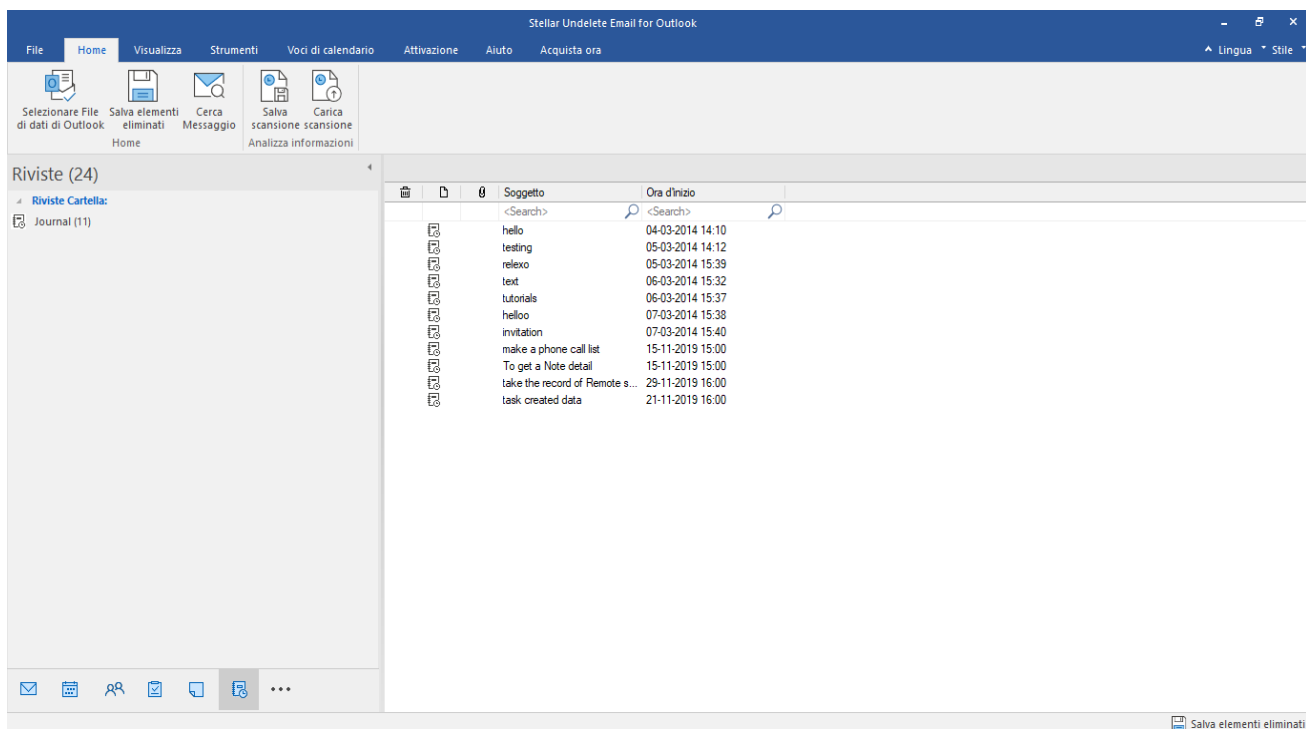 Stellar Undelete Email for Outlook
File Home Visualizza Strumenti Voci di calendario Attivazione Aiuto Acquista ora Lingua Stile
Selezionare File Salva elementi Cerca Salva Carica
di dati di Outlook eliminati Messaggio scansione scansione
Home Analizza informazioni
Riviste (24)
Riviste Cartella:
Journal (11)
Soggetto Ora d'inizio
<Search> <Search>
hello 04-03-2014 14:10
testing 05-03-2014 14:12
relexo 05-03-2014 15:39
text 06-03-2014 15:32
tutorials 06-03-2014 15:37
helloo 07-03-2014 15:38
invitation 07-03-2014 15:40
make a phone call list 15-11-2019 15:00
To get a Note detail 15-11-2019 15:00
take the record of Remote s... 29-11-2019 16:00
task created data 21-11-2019 16:00
Salva elementi eliminati